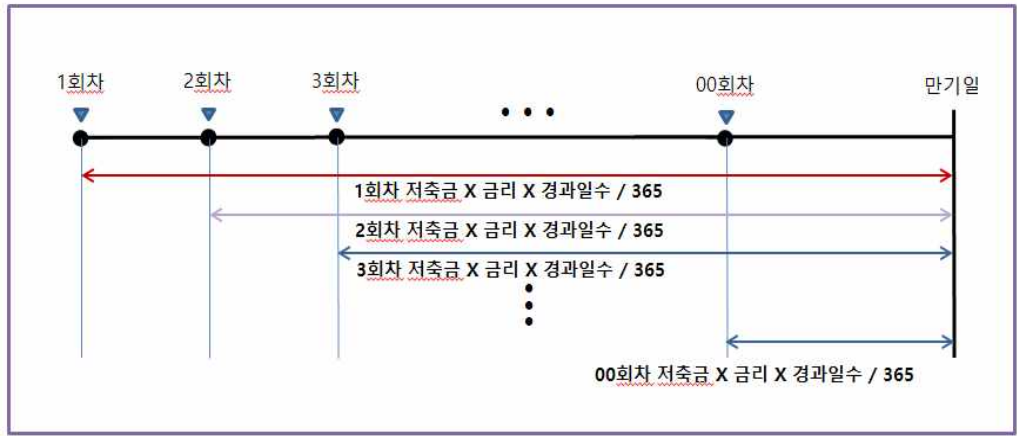 1회차 2회차 3회차 • • • 00회차 만기일
1회차 저축금 X 금리 X 경과일수 / 365
2회차 저축금 X 금리 X 경과일수 / 365
3회차 저축금 X 금리 X 경과일수 / 365
00회차 저축금 X 금리 X 경과일수 / 365